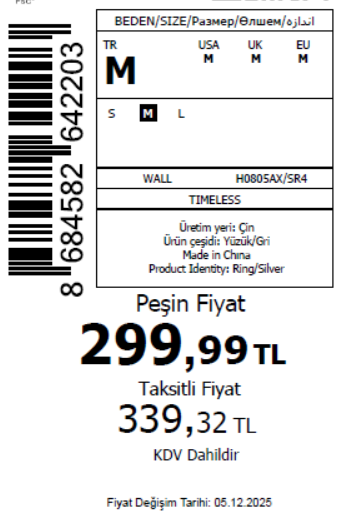 BEDEN/SIZE/Размер/Өлшем/اندازه
TR USA UK EU
M M M M
S M L
WALL H0805AX/SR4
TIMELESS
Üretim yeri: Çin
Ürün çeşidi: Yüzük/Gri
Made in China
Product Identity: Ring/Silver
8 684582 642203
Peşin Fiyat
299,99 TL
Taksitli Fiyat
339,32 TL
KDV Dahildir
Fiyat Değişim Tarihi: 05.12.2025